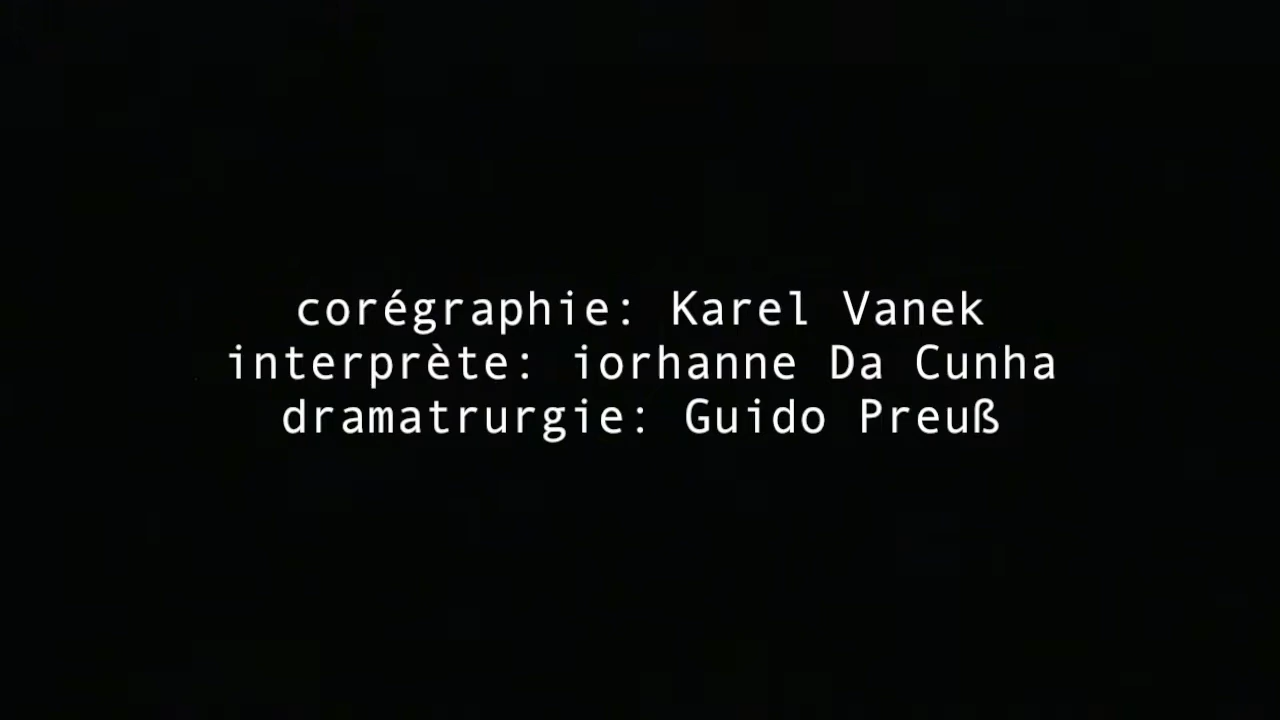 corégraphie: Karel Vanek
interprète: iorhanne Da Cunha
dramatrurgie: Guido Preuß